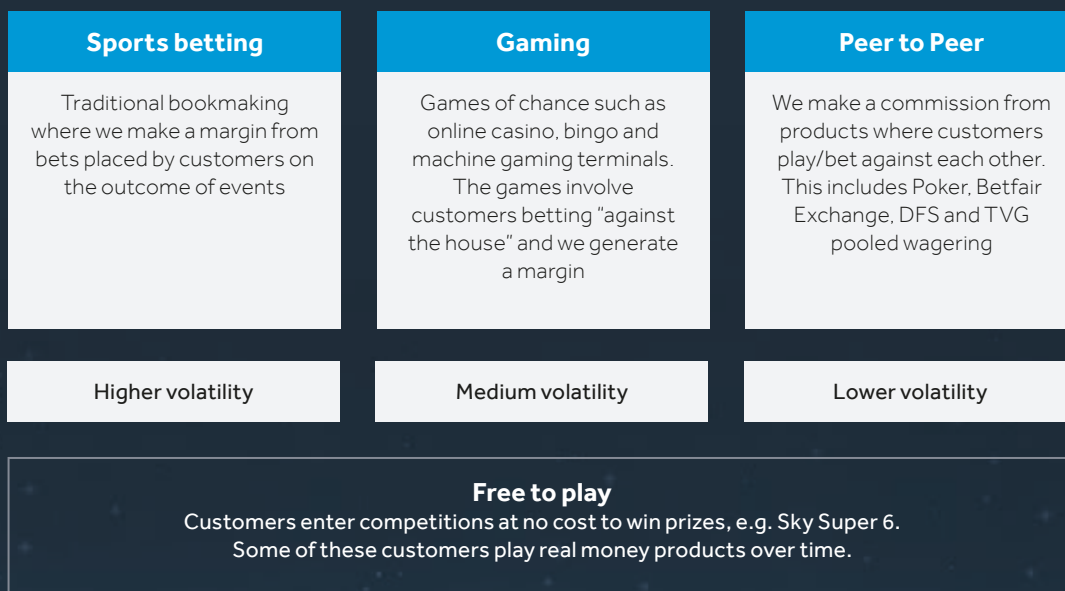 Sports betting
Traditional bookmaking
where we make a margin from
bets placed by customers on
the outcome of events
Higher volatility
Gaming
Games of chance such as
online casino, bingo and
machine gaming terminals.
The games involve
customers betting “against
the house” and we generate
a margin
Medium volatility
Peer to Peer
We make a commission from
products where customers
play/bet against each other.
This includes Poker, Betfair
Exchange, DFS and TVG
pooled wagering
Lower volatility
Free to play
Customers enter competitions at no cost to win prizes, e.g. Sky Super 6.
Some of these customers play real money products over time.